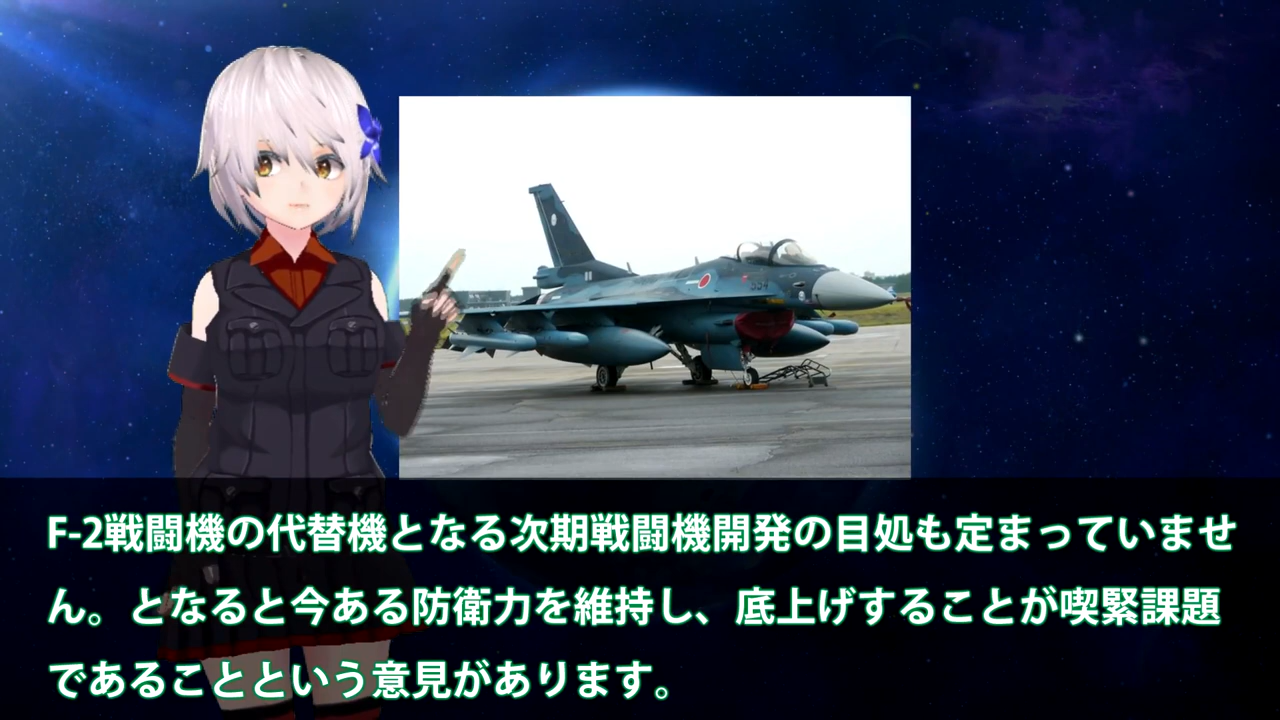 F-2戦闘機の代替機となる次期戦闘機開発の目処も定まっていませ
ん。となると今ある防衛力を維持し、底上げすることが喫緊課題
であることという意見があります。